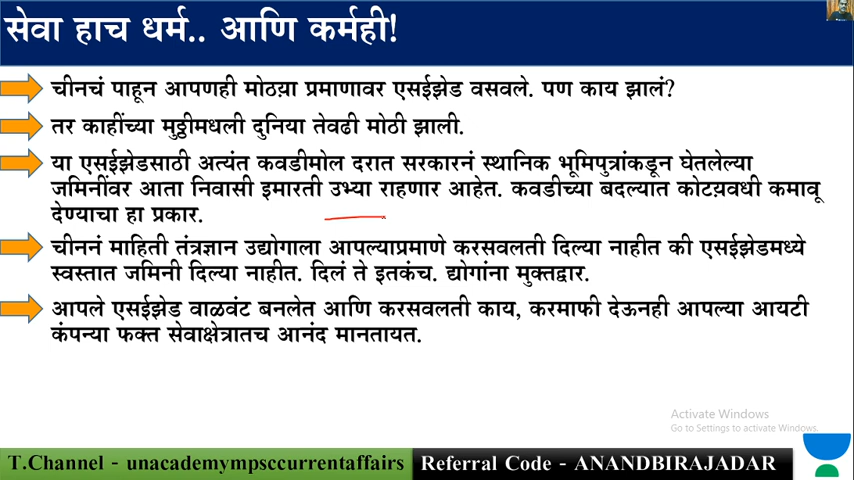 सेवा हाच धर्म.. आणि कर्मही!
चीनचं पाहून आपणही मोठ्या प्रमाणावर एसईझेड वसवले. पण काय झालं?
तर काहींच्या मुठ्ठीमधली दुनिया तेवढी मोठी झाली.
या एसईझेडसाठी अत्यंत कवडीमोल दरात सरकारनं स्थानिक भूमिपुत्रांकडून घेतलेल्या
जमिनींवर आता निवासी इमारती उभ्या राहणार आहेत. कवडीच्या बदल्यात कोटय़वधी कमावू
देण्याचा हा प्रकार.
चीननं माहिती तंत्रज्ञान उद्योगाला आपल्याप्रमाणे करसवलती दिल्या नाहीत की एसईझेडमध्ये
स्वस्तात जमिनी दिल्या नाहीत. दिलं ते इतकंच. द्योगांना मुक्तद्वार.
आपले एसईझेड वाळवंट बनलेत आणि करसवलती काय, करमाफी देऊनही आपल्या आयटी
कंपन्या फक्त सेवाक्षेत्रातच आनंद मानतायत.
Activate Windows
Go to Settings to activate Windows.
T.Channel - unacademympsccurrentaffairs
Referral Code - ANANDBIRAJADAR